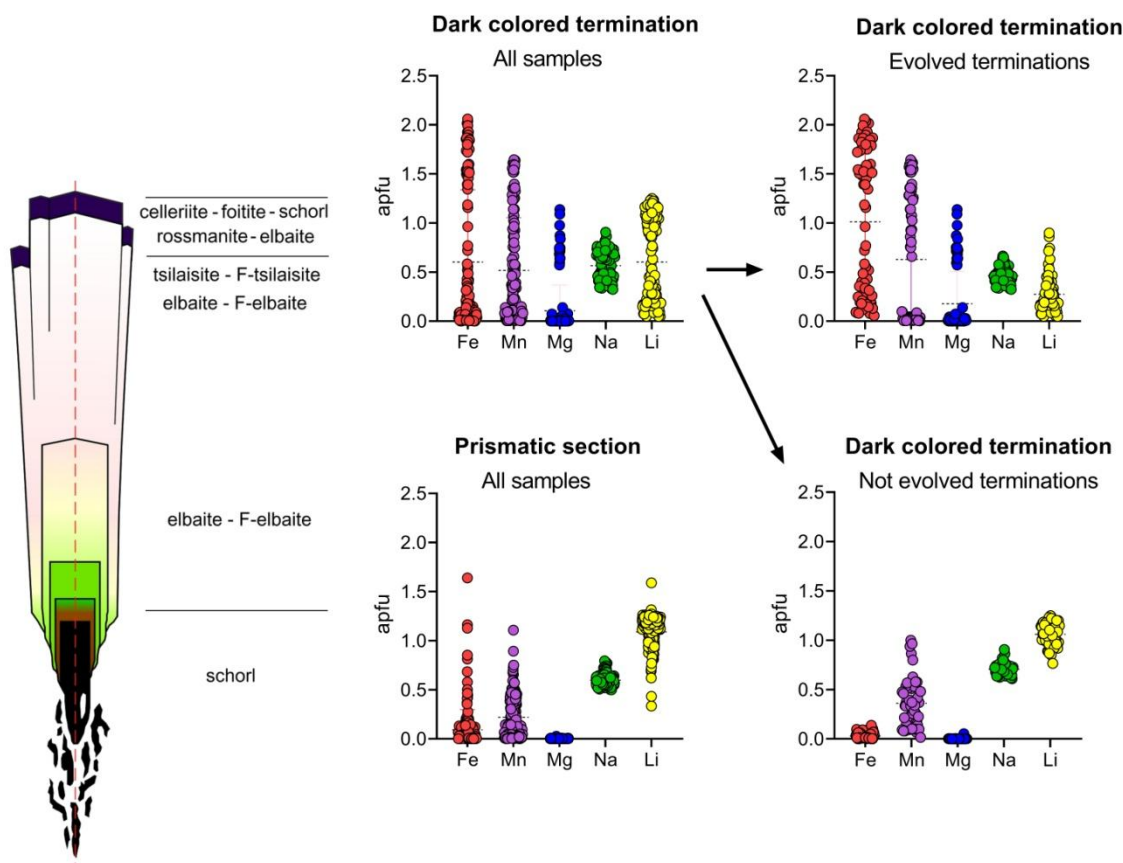 celleriite - foitite - schorl
rossmanite - elbaite
tsilaisite - F-tsilaisite
elbaite - F-elbaite
elbaite - F-elbaite
schorl
Dark colored termination
All samples
2.5
2.0
1.5
1.0
0.5
0.0
apfu
Fe Mn Mg Na Li
Dark colored termination
Evolved terminations
2.5
2.0
1.5
1.0
0.5
0.0
apfu
Fe Mn Mg Na Li
Prismatic section
All samples
2.5
2.0
1.5
1.0
0.5
0.0
apfu
Fe Mn Mg Na Li
Dark colored termination
Not evolved terminations
2.5
2.0
1.5
1.0
0.5
0.0
apfu
Fe Mn Mg Na Li